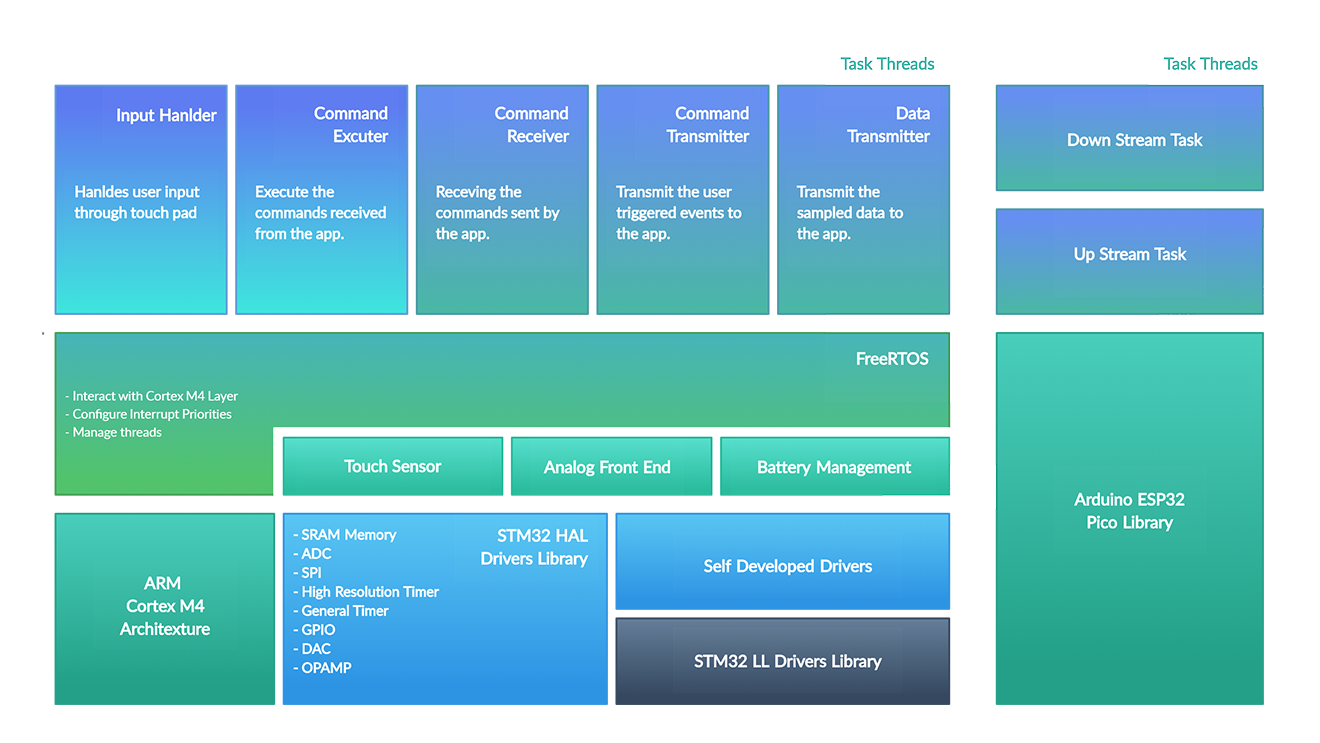 Task Threads
Task Threads
Input Hanlder
Hanldes user input
through touch pad
Command
Excuter
Execute the
commands received
from the app.
Command
Receiver
Receving the
commands sent by
the app.
Command
Transmitter
Transmit the user
triggered events to
the app.
Data
Transmitter
Transmit the
sampled data to
the app.
Down Stream Task
Up Stream Task
FreeRTOS
- Interact with Cortex M4 Layer
- Configure Interrupt Priorities
- Manage threads
Touch Sensor
Analog Front End
Battery Management
ARM
Cortex M4
Architexture
- SRAM Memory
- ADC
- SPI
- High Resolution Timer
- General Timer
- GPIO
- DAC
- OPAMP
STM32 HAL
Drivers Library
Self Developed Drivers
STM32 LL Drivers Library
Arduino ESP32
Pico Library